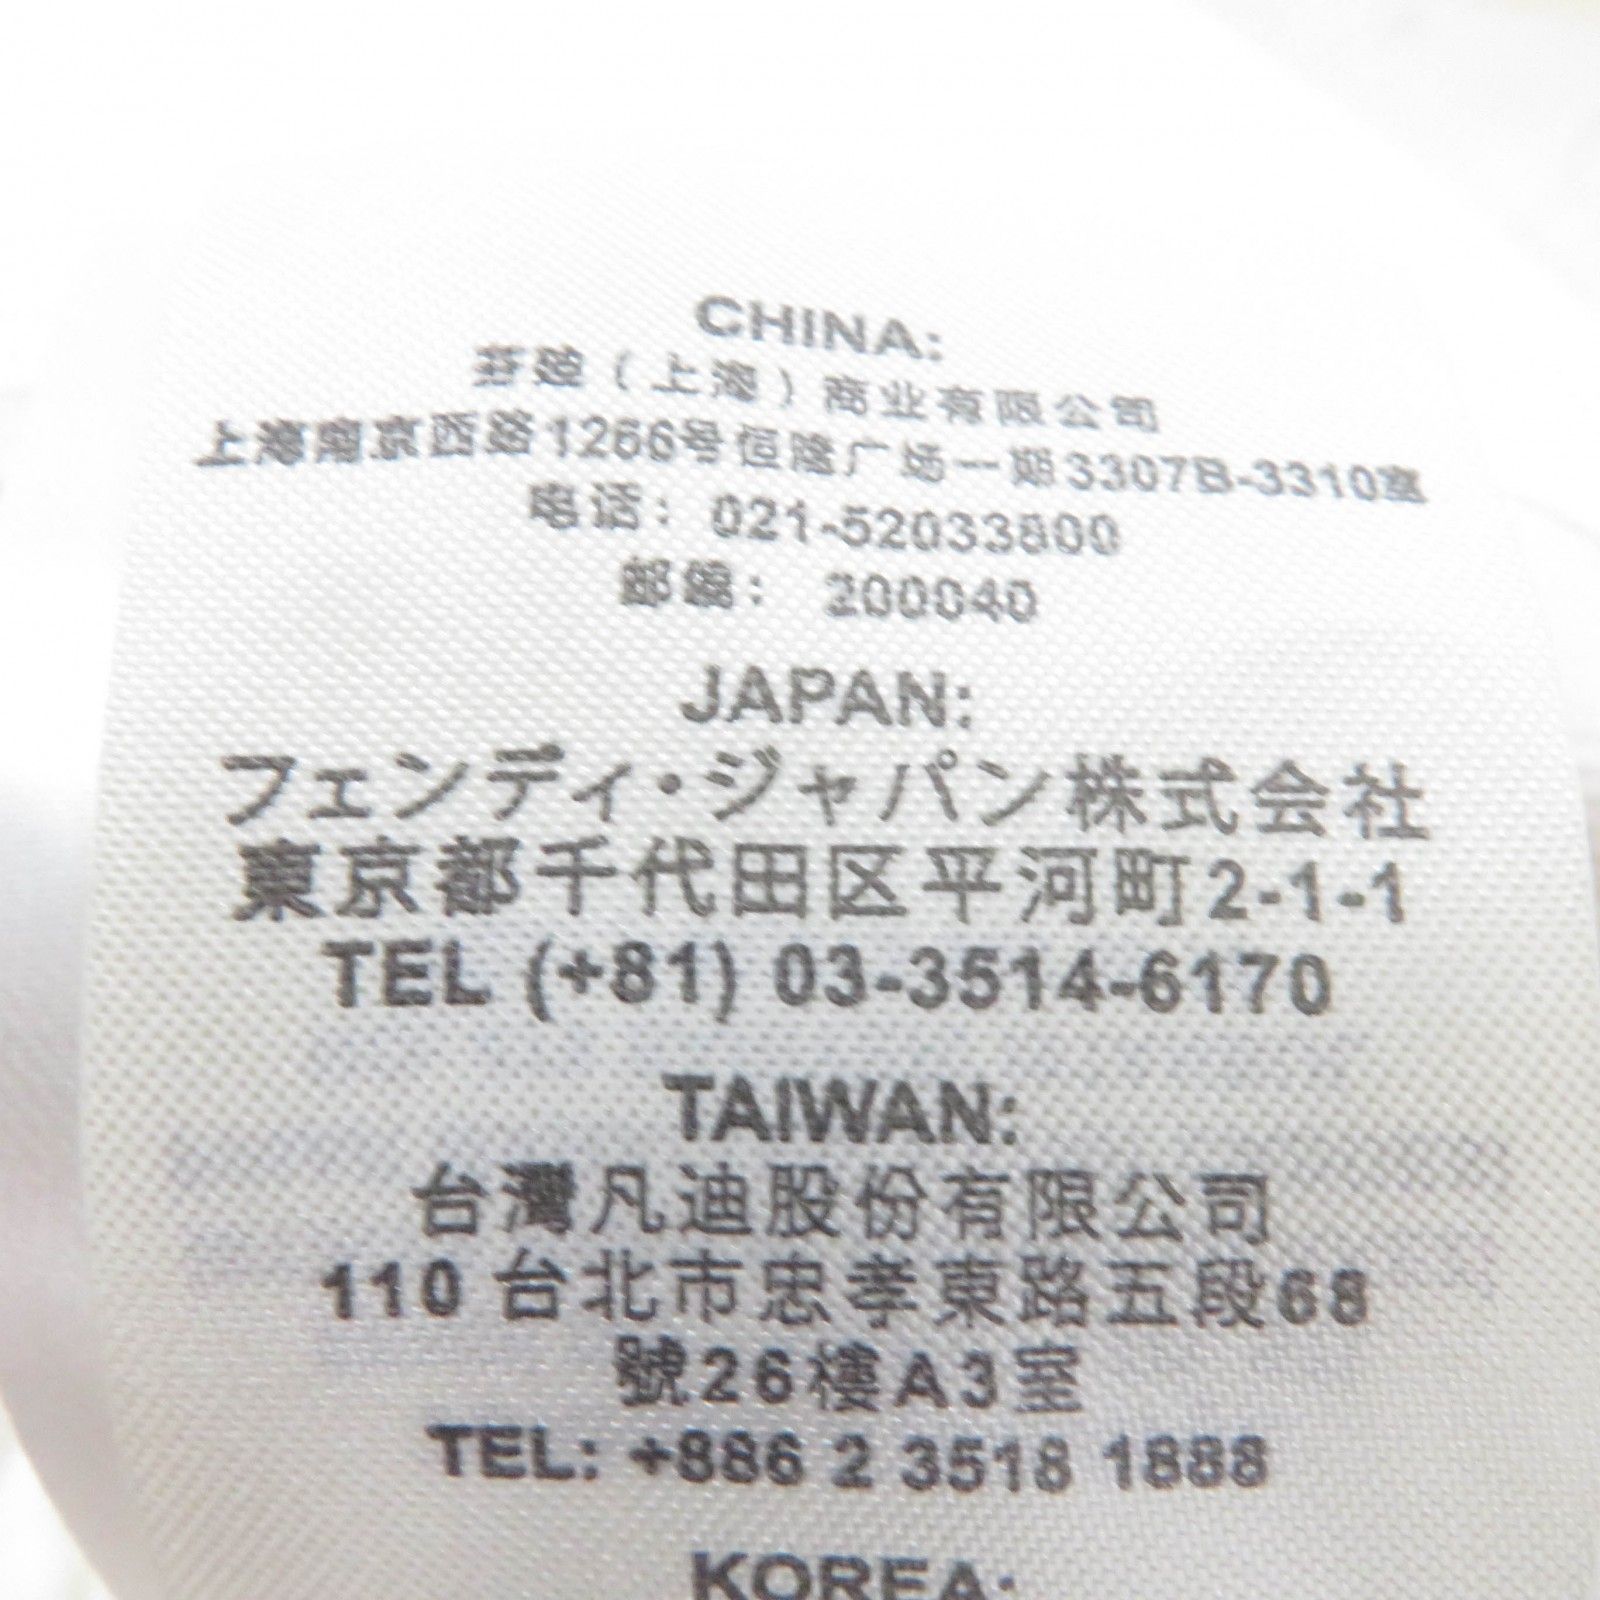 CHINA:
芬迪（上海）商业有限公司
上海南京西路1266号恒隆广场一期3307B-3310室
电话：021-52033800
邮编：200040
JAPAN:
フェンディ・ジャパン株式会社
東京都千代田区平河町2-1-1
TEL (+81) 03-3514-6170
TAIWAN:
台灣凡迪股份有限公司
110 台北市忠孝東路五段68
號26樓A3室
TEL: +886 2 3518 1888
KOREA: